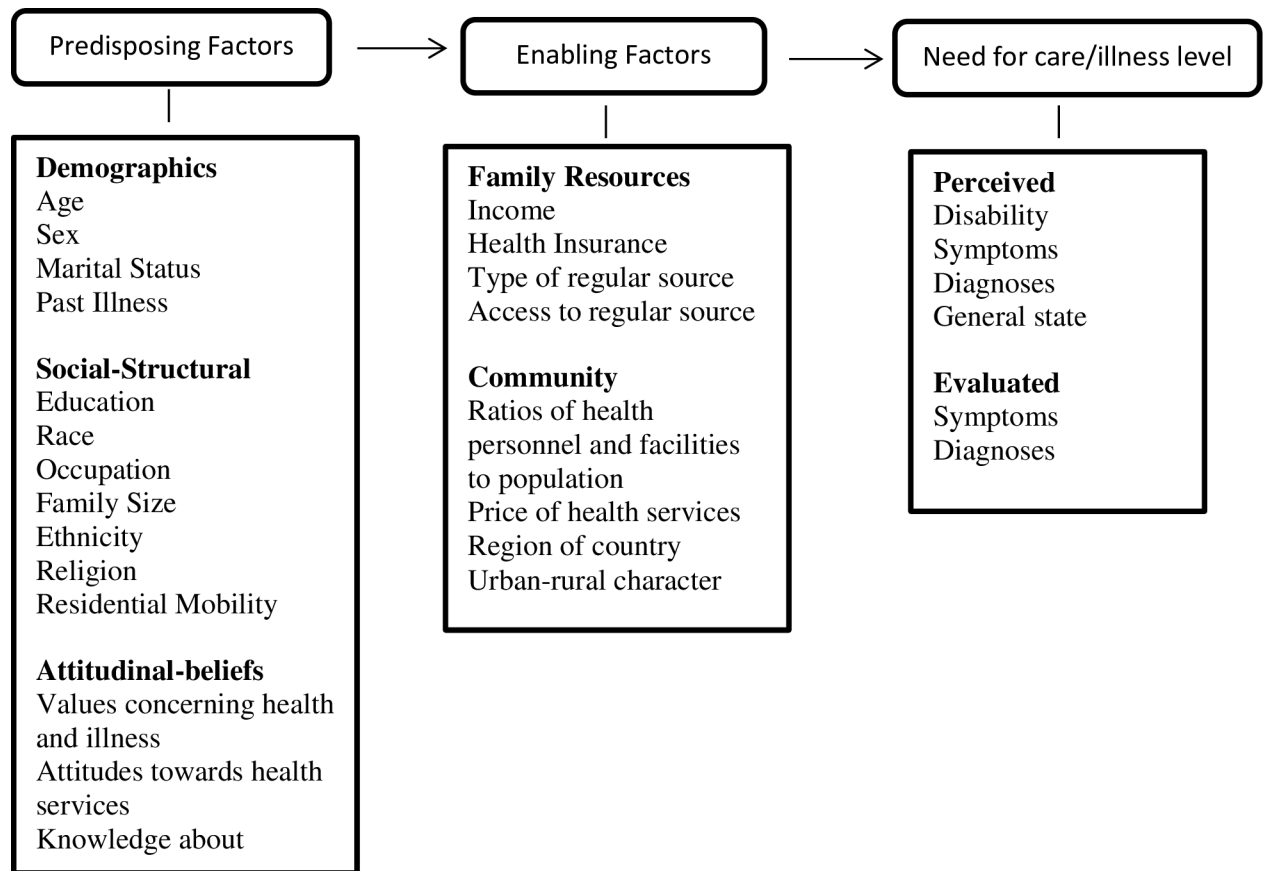 Predisposing Factors
Enabling Factors
Need for care/illness level
Demographics
Age
Sex
Marital Status
Past Illness
Social-Structural
Education
Race
Occupation
Family Size
Ethnicity
Religion
Residential Mobility
Attitudinal-beliefs
Values concerning health
and illness
Attitudes towards health
services
Knowledge about
Family Resources
Income
Health Insurance
Type of regular source
Access to regular source
Community
Ratios of health
personnel and facilities
to population
Price of health services
Region of country
Urban-rural character
Perceived
Disability
Symptoms
Diagnoses
General state
Evaluated
Symptoms
Diagnoses